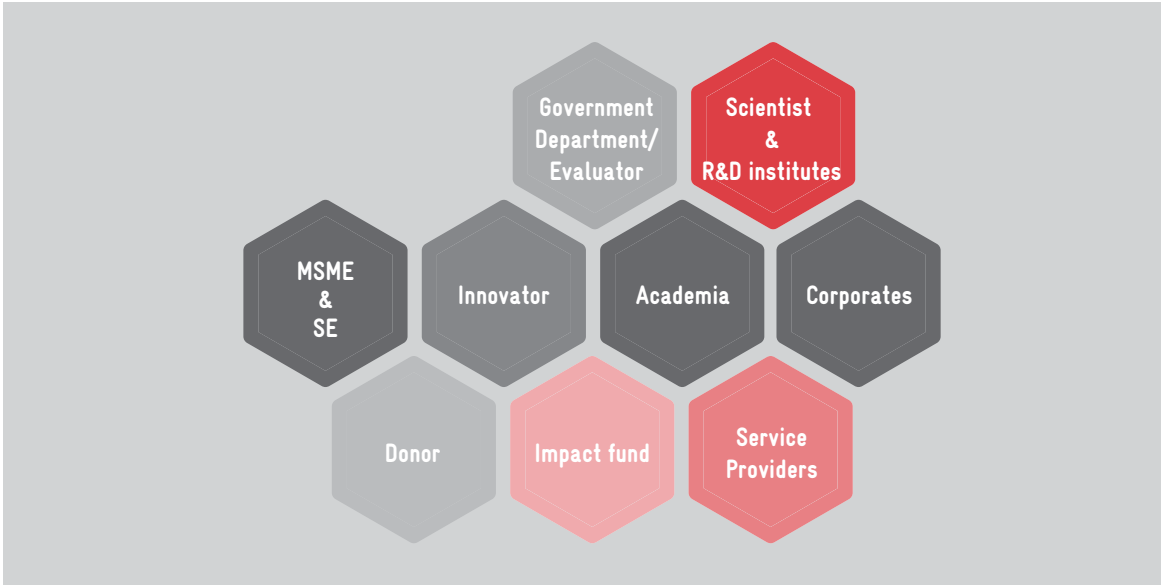 Government
Department/
Evaluator
Scientist
&
R&D institutes
MSME
&
SE
Innovator
Academia
Corporates
Donor
Impact fund
Service
Providers